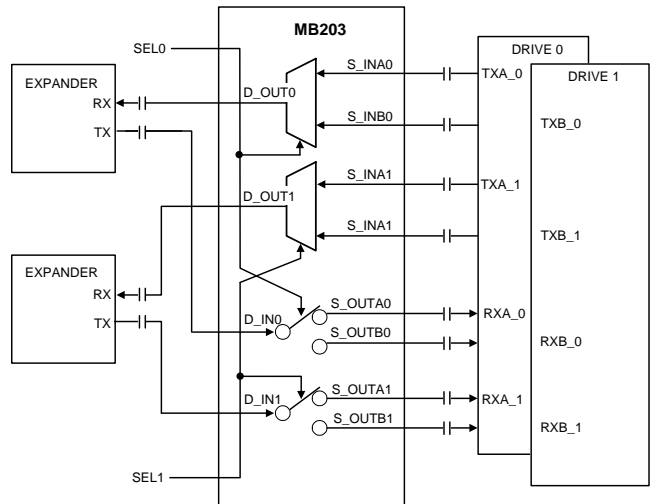 MB203
SEL0
DRIVE 0
S_INA0
TXA_0
DRIVE 1
EXPANDER
D_OUT0
RX
S_INB0
TXB_0
TX
S_INA1
TXA_1
D_OUT1
S_INA1
TXB_1
EXPANDER
RX
S_OUTA0
RXA_0
TX
D_IN0
S_OUTB0
RXB_0
S_OUTA1
RXA_1
D_IN1
S_OUTB1
RXB_1
SEL1